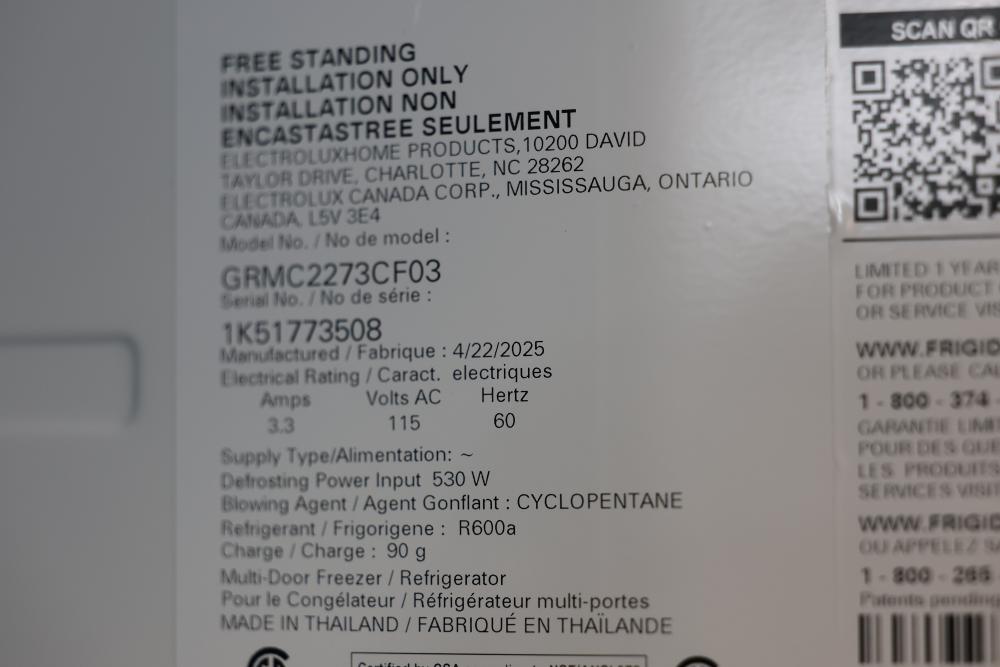 FREE STANDING
INSTALLATION ONLY
INSTALLATION NON
ENCASTASTREE SEULEMENT
ELECTROLUXHOME PRODUCTS,10200 DAVID
TAYLOR DRIVE, CHARLOTTE, NC 28262
ELECTROLUX CANADA CORP., MISSISSAUGA, ONTARIO
CANADA, L5V 3E4
Model No. / No de model :
GRMC2273CF03
Serial No. / No de série :
1K51773508
Manufactured / Fabrique : 4/22/2025
Electrical Rating / Caract. electriques
Amps Volts AC Hertz
3.3 115 60
Supply Type/Alimentation: ~
Defrosting Power Input 530 W
Blowing Agent / Agent Gonflant : CYCLOPENTANE
Refrigerant / Frigorigene : R600a
Charge / Charge : 90 g
Multi-Door Freezer / Refrigerator
Pour le Congélateur / Réfrigérateur multi-portes
MADE IN THAILAND / FABRIQUÉ EN THAÏLANDE
SCAN QR
LIMITED 1 YEAR
FOR PRODUCT
OR SERVICE VIS
WWW.FRIGID
OR PLEASE CAL
1 - 800 - 374 -
GARANTIE LIMI
POUR DES QUE
LES PRODUITS
SERVICES VISIT
WWW.FRIGID
OU APPELEZ SA
1 - 800 - 265 -
Patents pending